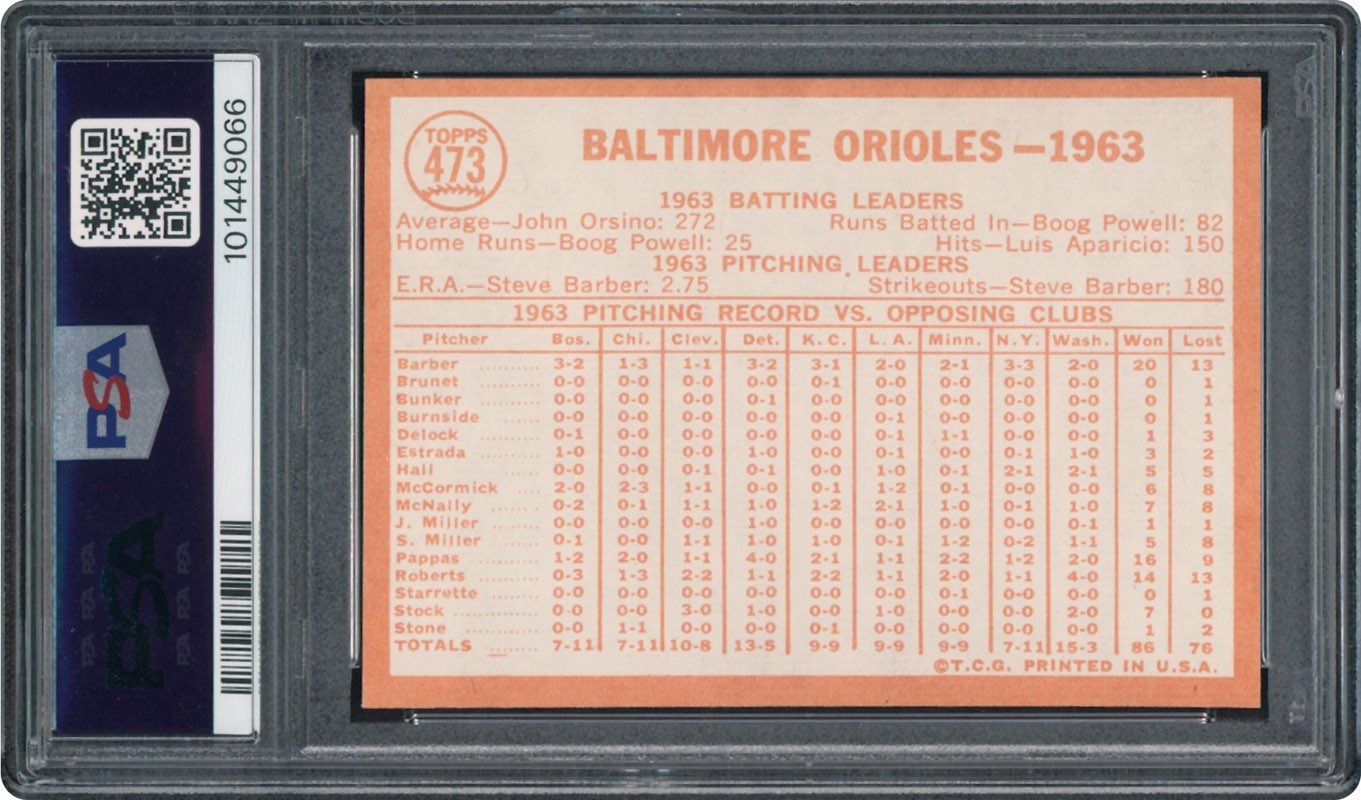 TOPPS
473
BALTIMORE ORIOLES—1963
1963 BATTING LEADERS
Average—John Orsino: 272 Runs Batted In—Boog Powell: 82
Home Runs—Boog Powell: 25 Hits—Luis Aparicio: 150
1963 PITCHING LEADERS
E.R.A.—Steve Barber: 2.75 Strikeouts—Steve Barber: 180
1963 PITCHING RECORD VS. OPPOSING CLUBS
Pitcher Bos. Chi. Clev. Det. K. C. L. A. Minn. N.Y. Wash. Won Lost
Barber ......... 3-2 1-3 1-1 3-2 3-1 2-0 2-1 3-3 2-0 20 13
Brunet ......... 0-0 0-0 0-0 0-0 0-1 0-0 0-0 0-0 0-0 0 1
Bunker ......... 0-0 0-0 0-0 0-1 0-0 0-0 0-0 0-0 0-0 0 1
Burnside ...... 0-0 0-0 0-0 0-0 0-0 0-1 0-0 0-0 0-0 0 1
Delock ......... 0-1 0-0 0-0 0-0 0-0 0-1 1-1 0-0 0-0 1 3
Estrada ......... 1-0 0-0 0-0 1-0 0-0 0-0 0-0 0-1 1-0 3 2
Hall ...... 0-0 0-0 0-1 0-1 0-0 1-0 0-1 2-1 2-1 5 5
McCormick .... 2-0 2-3 1-1 0-0 0-1 1-2 0-1 0-0 0-0 6 8
McNally ...... 0-2 0-1 1-1 1-0 1-2 2-1 1-0 0-1 1-0 7 8
J. Miller ...... 0-0 0-0 0-0 1-0 0-0 0-0 0-0 0-0 0-1 1 1
S. Miller ...... 0-1 0-0 1-1 1-0 1-0 0-1 1-2 0-2 1-1 5 8
Pappas ......... 1-2 2-0 1-1 4-0 2-1 1-1 2-2 1-2 2-0 16 9
Roberts ......... 0-3 1-3 2-2 1-1 2-2 1-1 2-0 1-1 4-0 14 13
Starrette ...... 0-0 0-0 0-0 0-0 0-0 0-0 0-1 0-0 0-0 0 1
Stock ......... 0-0 0-0 3-0 1-0 0-0 1-0 0-0 0-0 2-0 7 0
Stone ......... 0-0 1-1 0-0 0-0 0-1 0-0 0-0 0-0 0-0 1 2
TOTALS ........ 7-11 7-11 10-8 13-5 9-9 9-9 9-9 7-11 15-3 86 76
©T.C.G. PRINTED IN U.S.A.
101449066
PSA
PSA
PSA PSA PSA
PSA PSA PSA